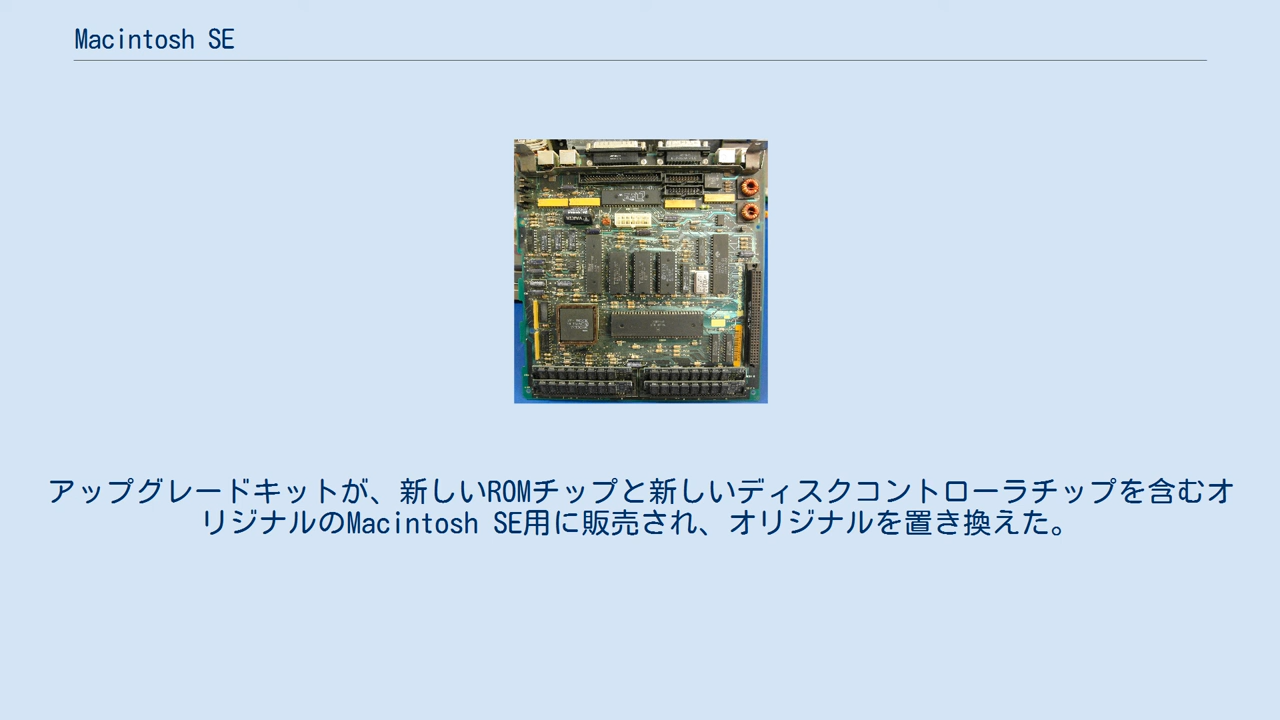 Macintosh SE
アップグレードキットが、新しいROMチップと新しいディスクコントローラチップを含むオ
リジナルのMacintosh SE用に販売され、オリジナルを置き換えた。